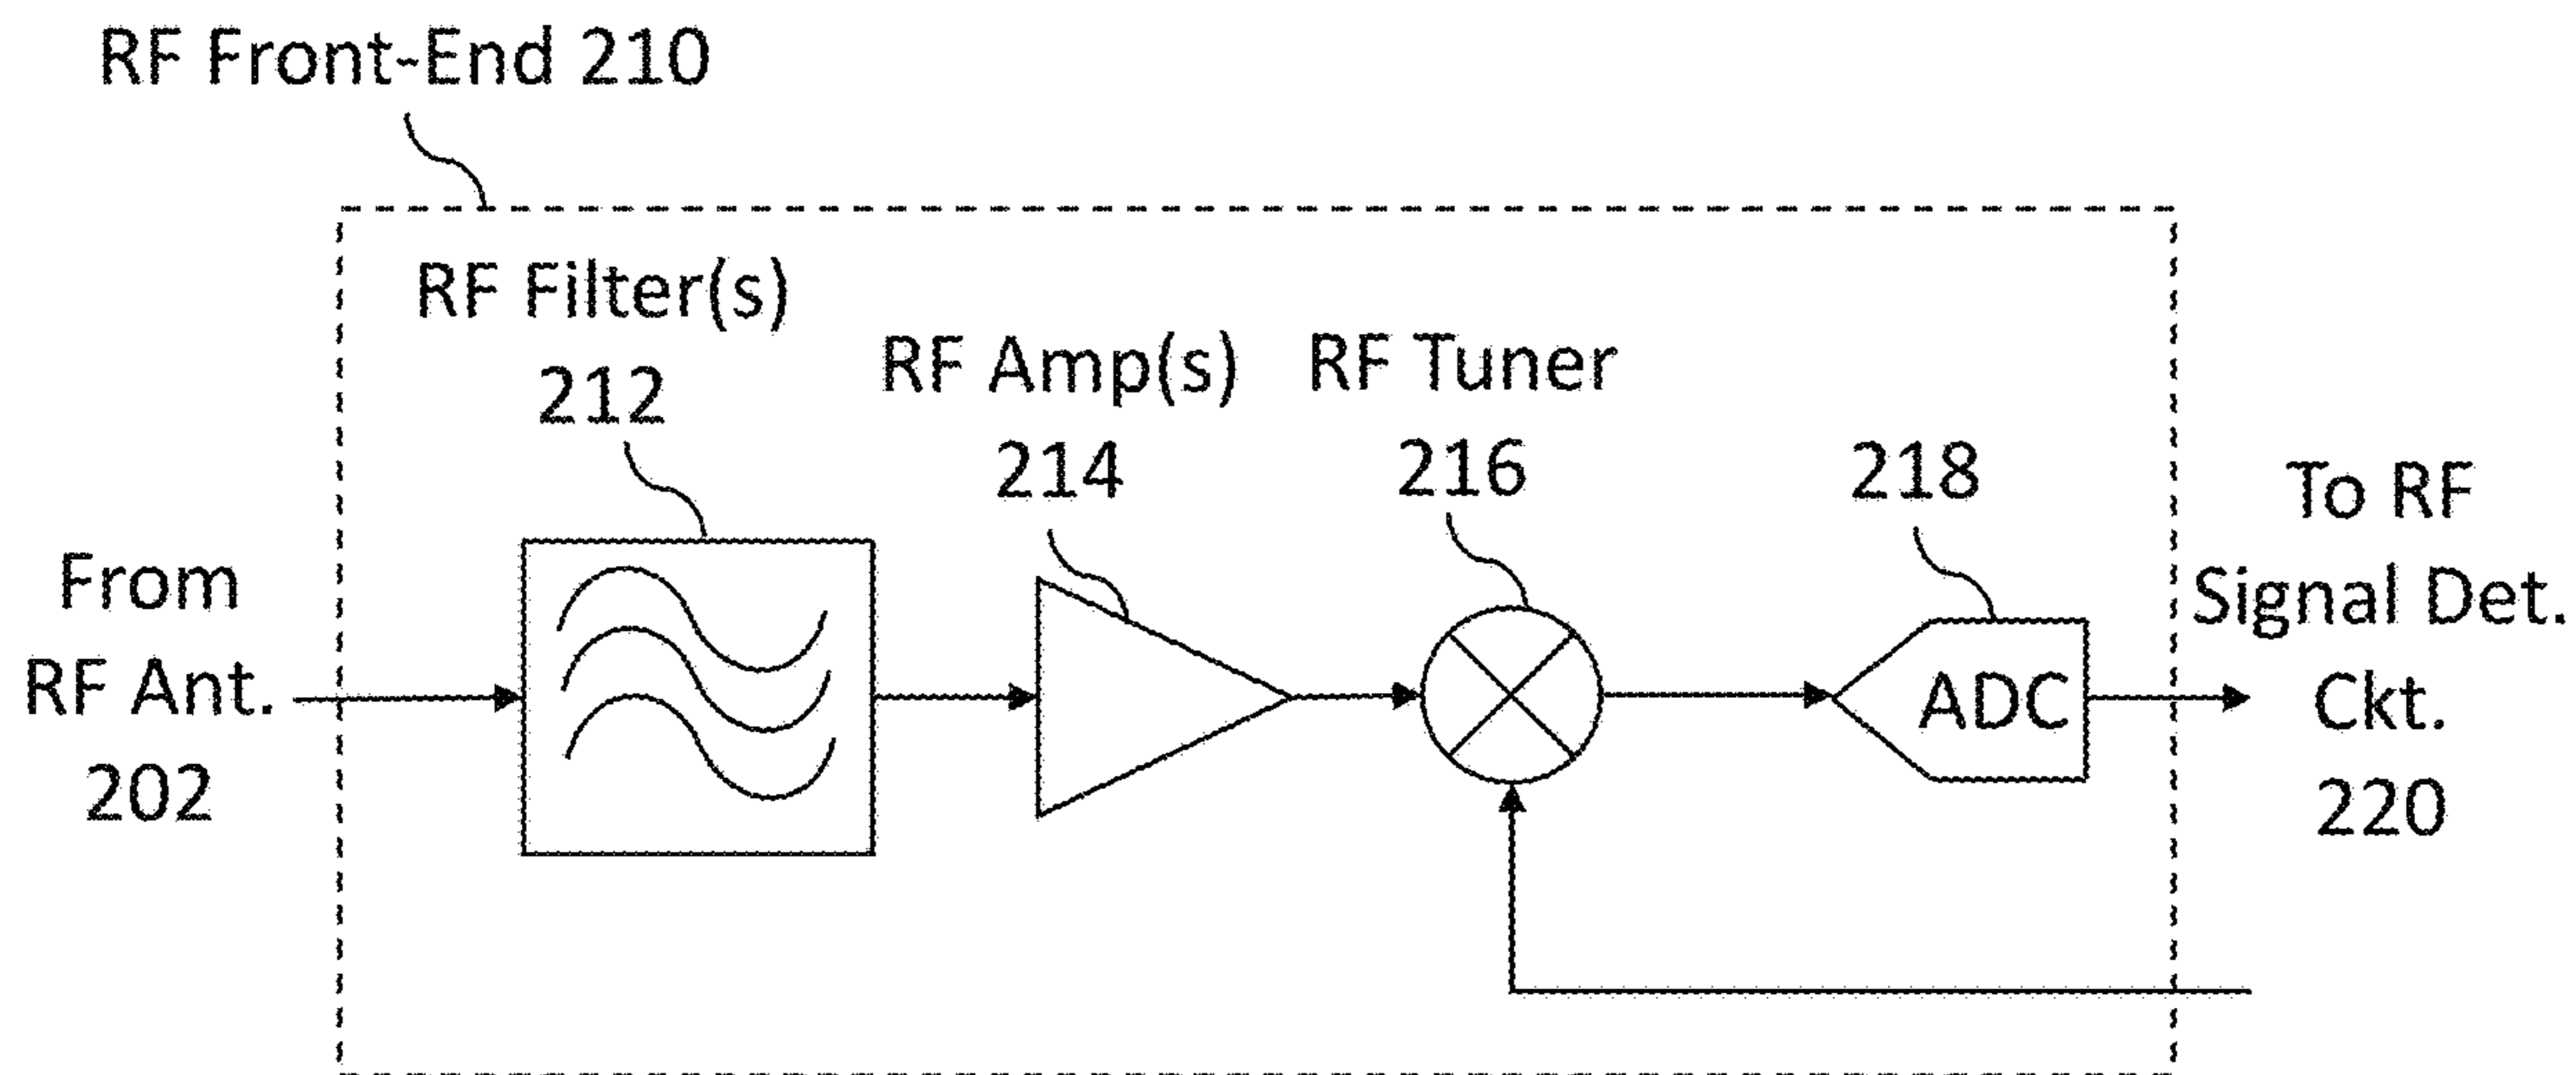 RF Front-End 210
RF Filter(s)
212
RF Amp(s)
214
RF Tuner
216
218
From
RF Ant.
202
ADC
To RF
Signal Det.
Ckt.
220